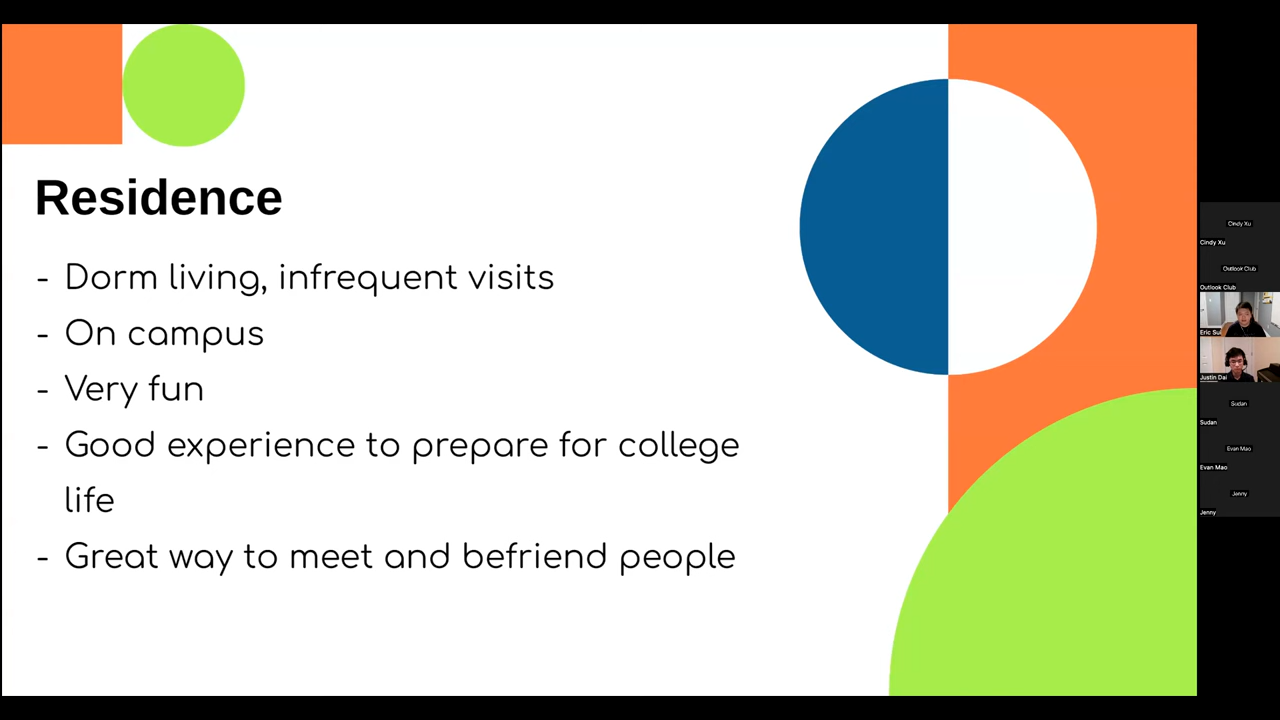 Residence
- Dorm living, infrequent visits
- On campus
- Very fun
- Good experience to prepare for college
life
- Great way to meet and befriend people
Cindy Xu
Cindy Xu
Outlook Club
Outlook Club
Eric Sui
Justin Dai
Sudan
Sudan
Evan Mao
Evan Mao
Jenny
Jenny